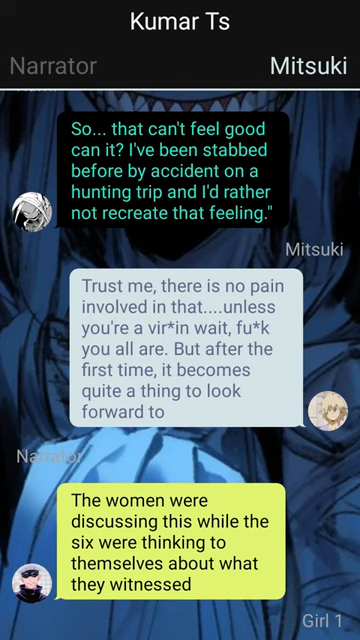 Kumar Ts
Narrator
Mitsuki
So... that can't feel good
can it? I've been stabbed
before by accident on a
hunting trip and I'd rather
not recreate that feeling."
Mitsuki
Trust me, there is no pain
involved in that....unless
you're a vir*in wait, fu*k
you all are. But after the
first time, it becomes
quite a thing to look
forward to
Narrator
The women were
discussing this while the
six were thinking to
themselves about what
they witnessed
Girl 1